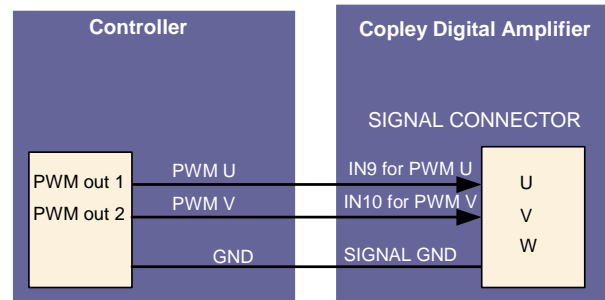 Controller
Copley Digital Amplifier
SIGNAL CONNECTOR
PWM out 1
PWM U
IN9 for PWM U
U
PWM out 2
PWM V
IN10 for PWM V
V
W
GND
SIGNAL GND